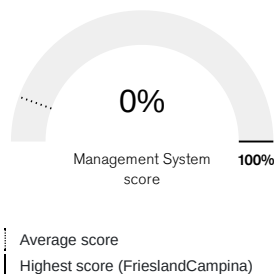 0%
Management System
score
100%
Average score
Highest score (FrieslandCampina)